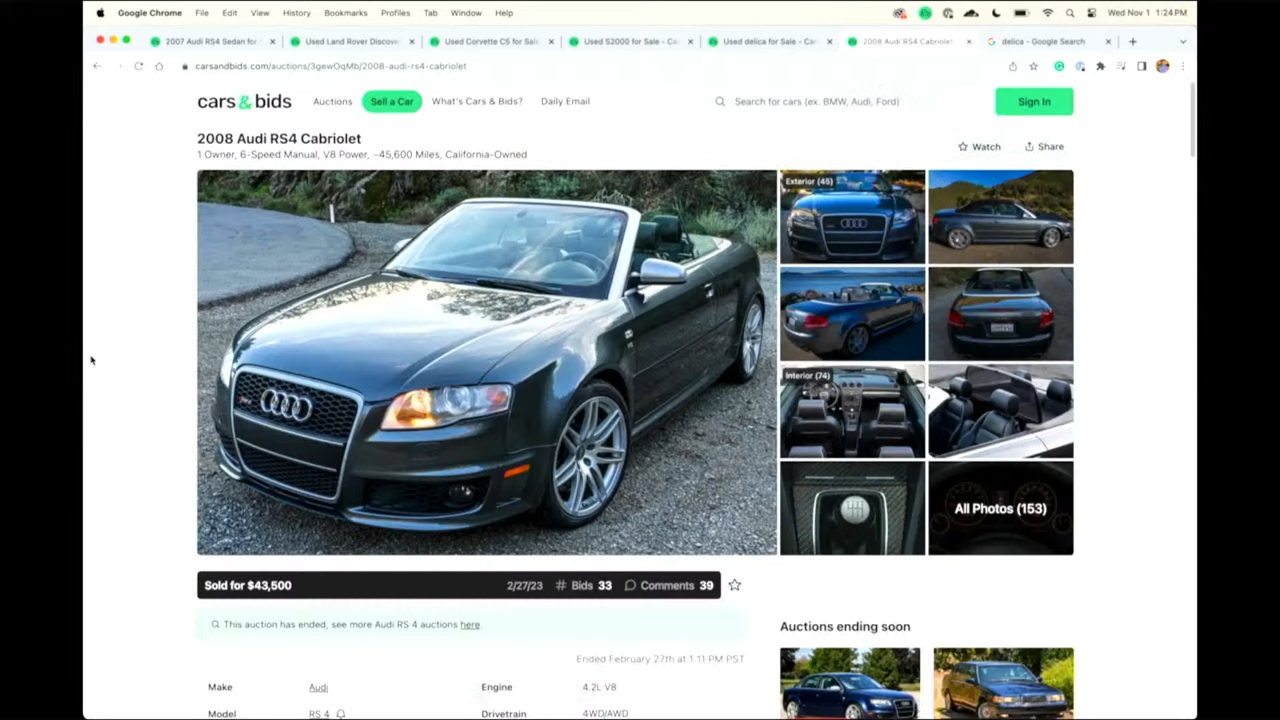 Google Chrome File Edit View History Bookmarks Profiles Tab Window Help Wed Nov 1 1:24PM
2007 Audi RS4 Sedan for Used Land Rover Discove Used Corvette C5 for Sale Used S2000 for Sale - Ca Used delica for Sale - Ca 2008 Audi RS4 Cabriolet delica - Google Search
carsandbids.com/auctions/3gewOqMb/2008-audi-rs4-cabriolet
cars&bids Auctions Sell a Car What's Cars & Bids? Daily Email Search for cars (ex. BMW, Audi, Ford) Sign In
2008 Audi RS4 Cabriolet
1 Owner, 6-Speed Manual, V8 Power, ~45,600 Miles, California-Owned
Watch Share
Exterior (45)
Interior (74)
All Photos (153)
Sold for $43,500 2/27/23 # Bids 33 Comments 39
This auction has ended, see more Audi RS 4 auctions here.
Auctions ending soon
Ended February 27th at 1:11 PM PST
Make Audi Engine 4.2L V8
Model RS 4 Drivetrain 4WD/AWD